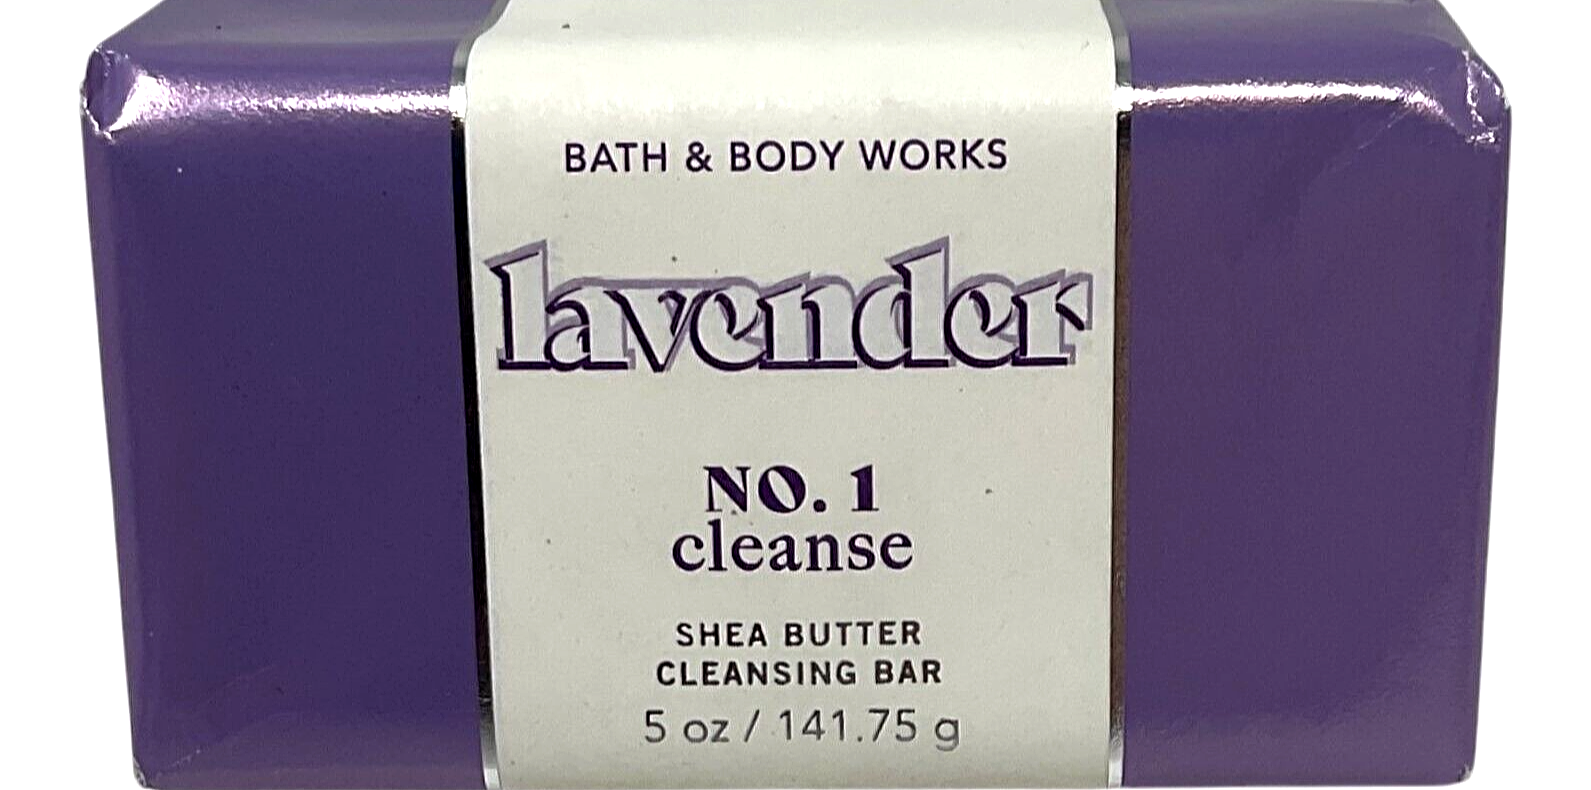 BATH & BODY WORKS
lavender
NO. 1
cleanse
SHEA BUTTER
CLEANSING BAR
5 oz / 141.75 g